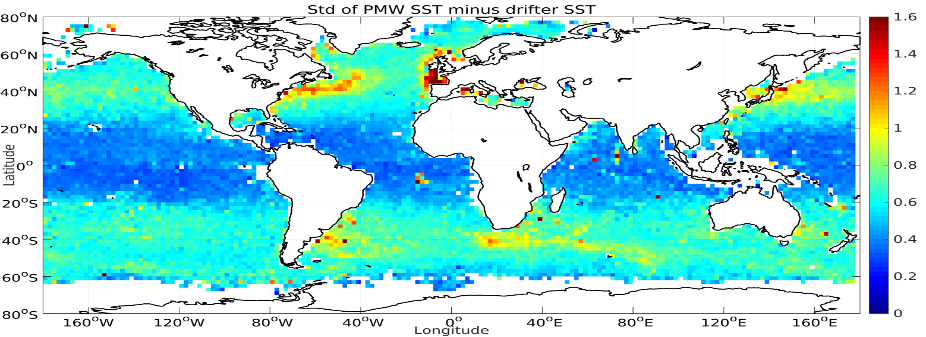 Std of PMW SST minus drifter SST
80°N
60°N
40°N
20°N
0°
20°S
40°S
60°S
80°S
Latitude
160°W
120°W
80°W
40°W
0°
40°E
80°E
120°E
160°E
Longitude
1.6
1.4
1.2
1
0.8
0.6
0.4
0.2
0